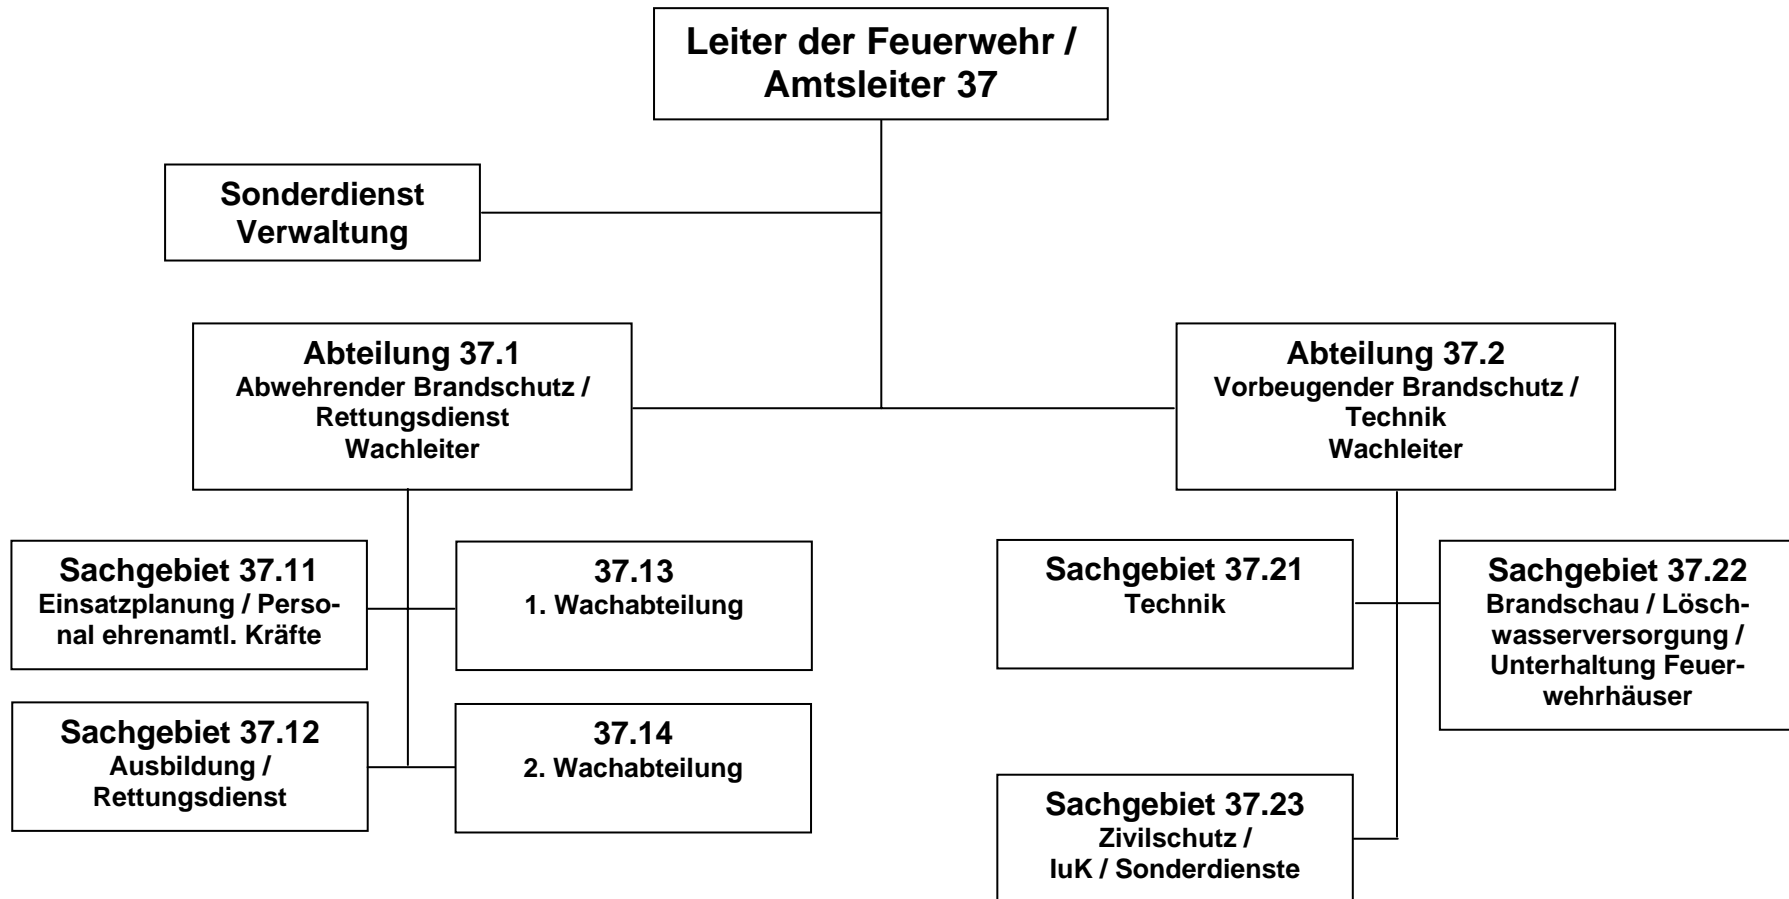 Leiter der Feuerwehr /
Amtsleiter 37
Sonderdienst
Verwaltung
Abteilung 37.1
Abwehrender Brandschutz /
Rettungsdienst
Wachleiter
Abteilung 37.2
Vorbeugender Brandschutz /
Technik
Wachleiter
Sachgebiet 37.11
Einsatzplanung / Perso-
nal ehrenamtl. Kräfte
37.13
1. Wachabteilung
Sachgebiet 37.21
Technik
Sachgebiet 37.22
Brandschau / Lösch-
wasserversorgung /
Unterhaltung Feuer-
wehrhäuser
Sachgebiet 37.12
Ausbildung /
Rettungsdienst
37.14
2. Wachabteilung
Sachgebiet 37.23
Zivilschutz /
IuK / Sonderdienste